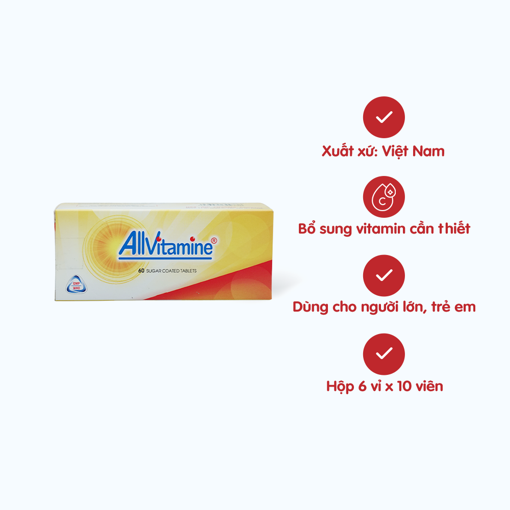 AllVitamine®
60 SUGAR COATED TABLETS
Xuất xứ: Việt Nam
C
Bổ sung vitamin cần thiết
Dùng cho người lớn, trẻ em
Hộp 6 vỉ x 10 viên